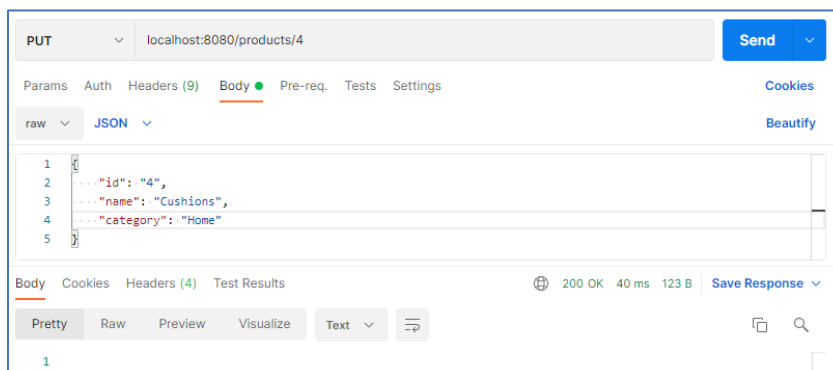 PUT localhost:8080/products/4 Send
Params Auth Headers (9) Body Pre-req. Tests Settings Cookies
raw JSON Beautify
1 {
2 "id": "4",
3 "name": "Cushions",
4 "category": "Home"
5 }
Body Cookies Headers (4) Test Results 200 OK 40 ms 123 B Save Response
Pretty Raw Preview Visualize Text
1